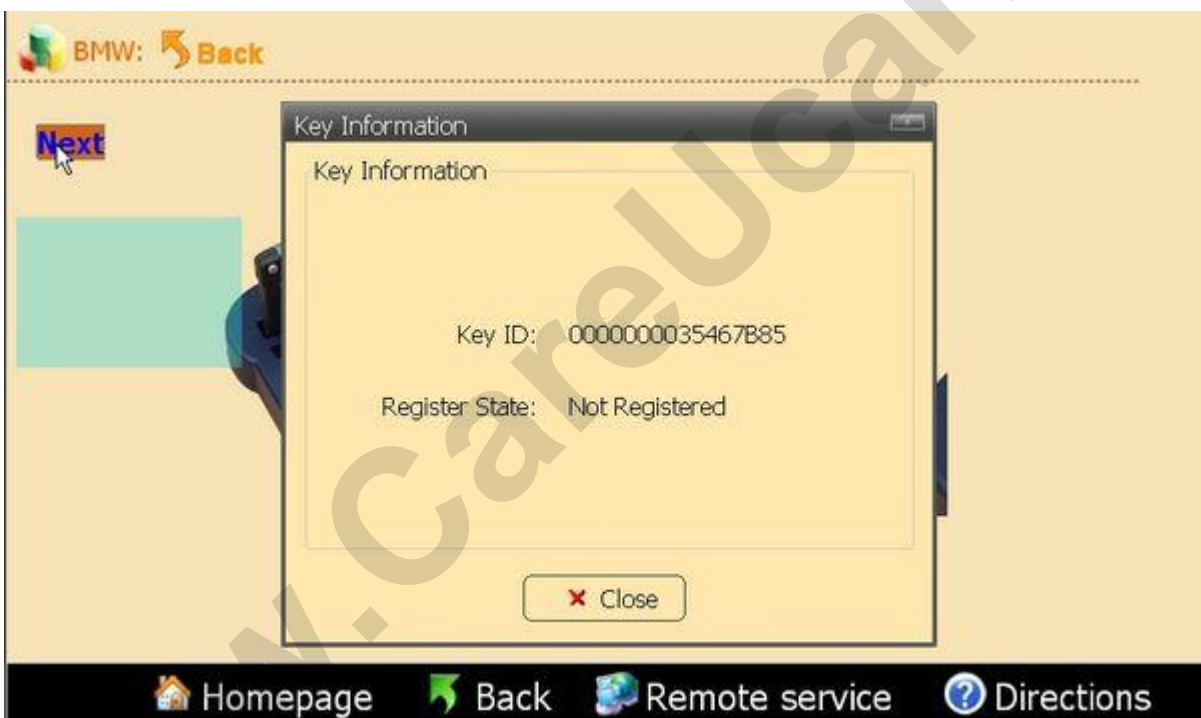 BMW: Back
Next
Key Information
Key Information
Key ID: 0000000035467B85
Register State: Not Registered
Close
Homepage Back Remote service Directions
w.CareUcar